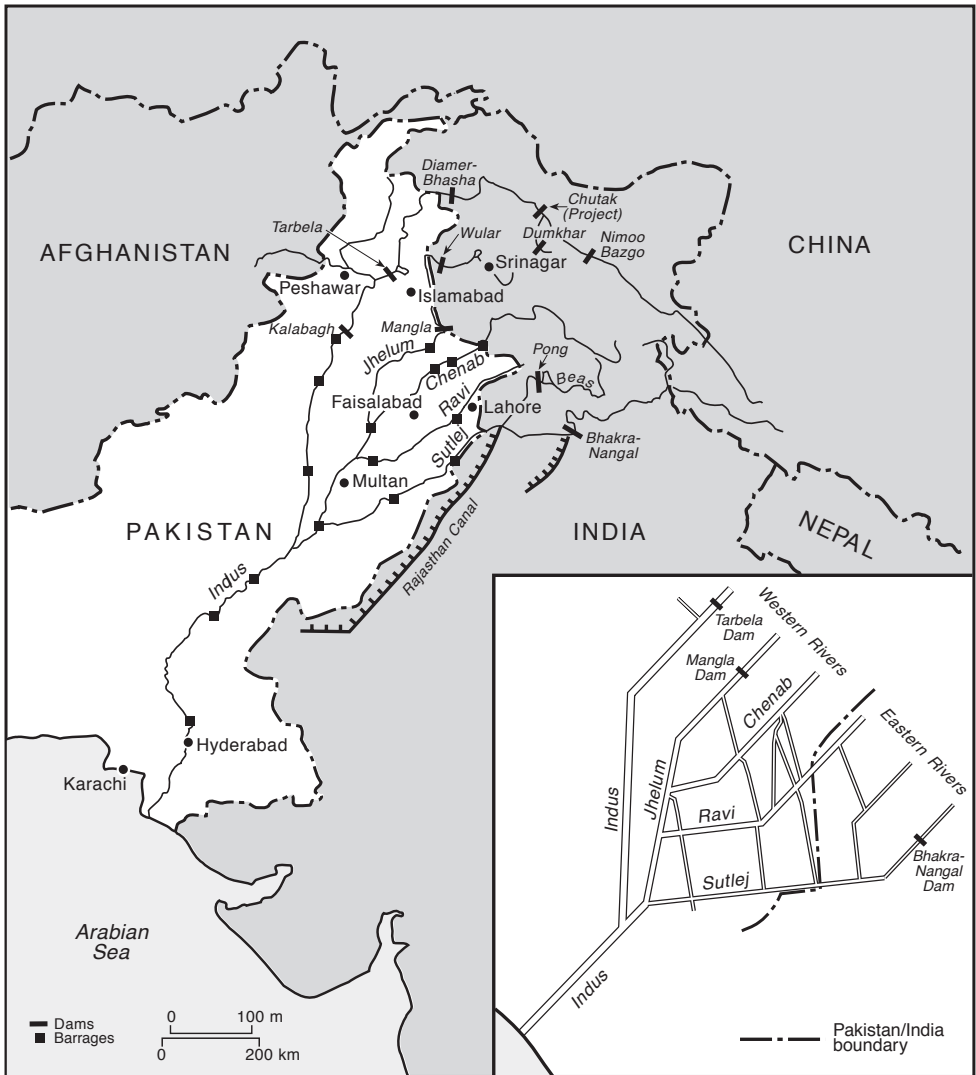 Diamer-
Bhasha
Chutak
(Project)
Tarbela
Wular
Dumkhar
Nimoo
Bazgo
AFGHANISTAN
CHINA
Srinagar
Peshawar
Islamabad
Kalabagh
Mangla
Jhelum
Pong
Chenab
Beas
Faisalabad
Ravi
Lahore
Sutlej
Bhakra-
Nangal
Multan
PAKISTAN
INDIA
NEPAL
Rajasthan Canal
Indus
Hyderabad
Karachi
Arabian
Sea
Dams
Barrages
0 100 m
0 200 km
Western Rivers
Tarbela
Dam
Mangla
Dam
Chenab
Eastern Rivers
Indus
Jhelum
Ravi
Bhakra-
Nangal
Dam
Sutlej
Indus
Pakistan/India
boundary